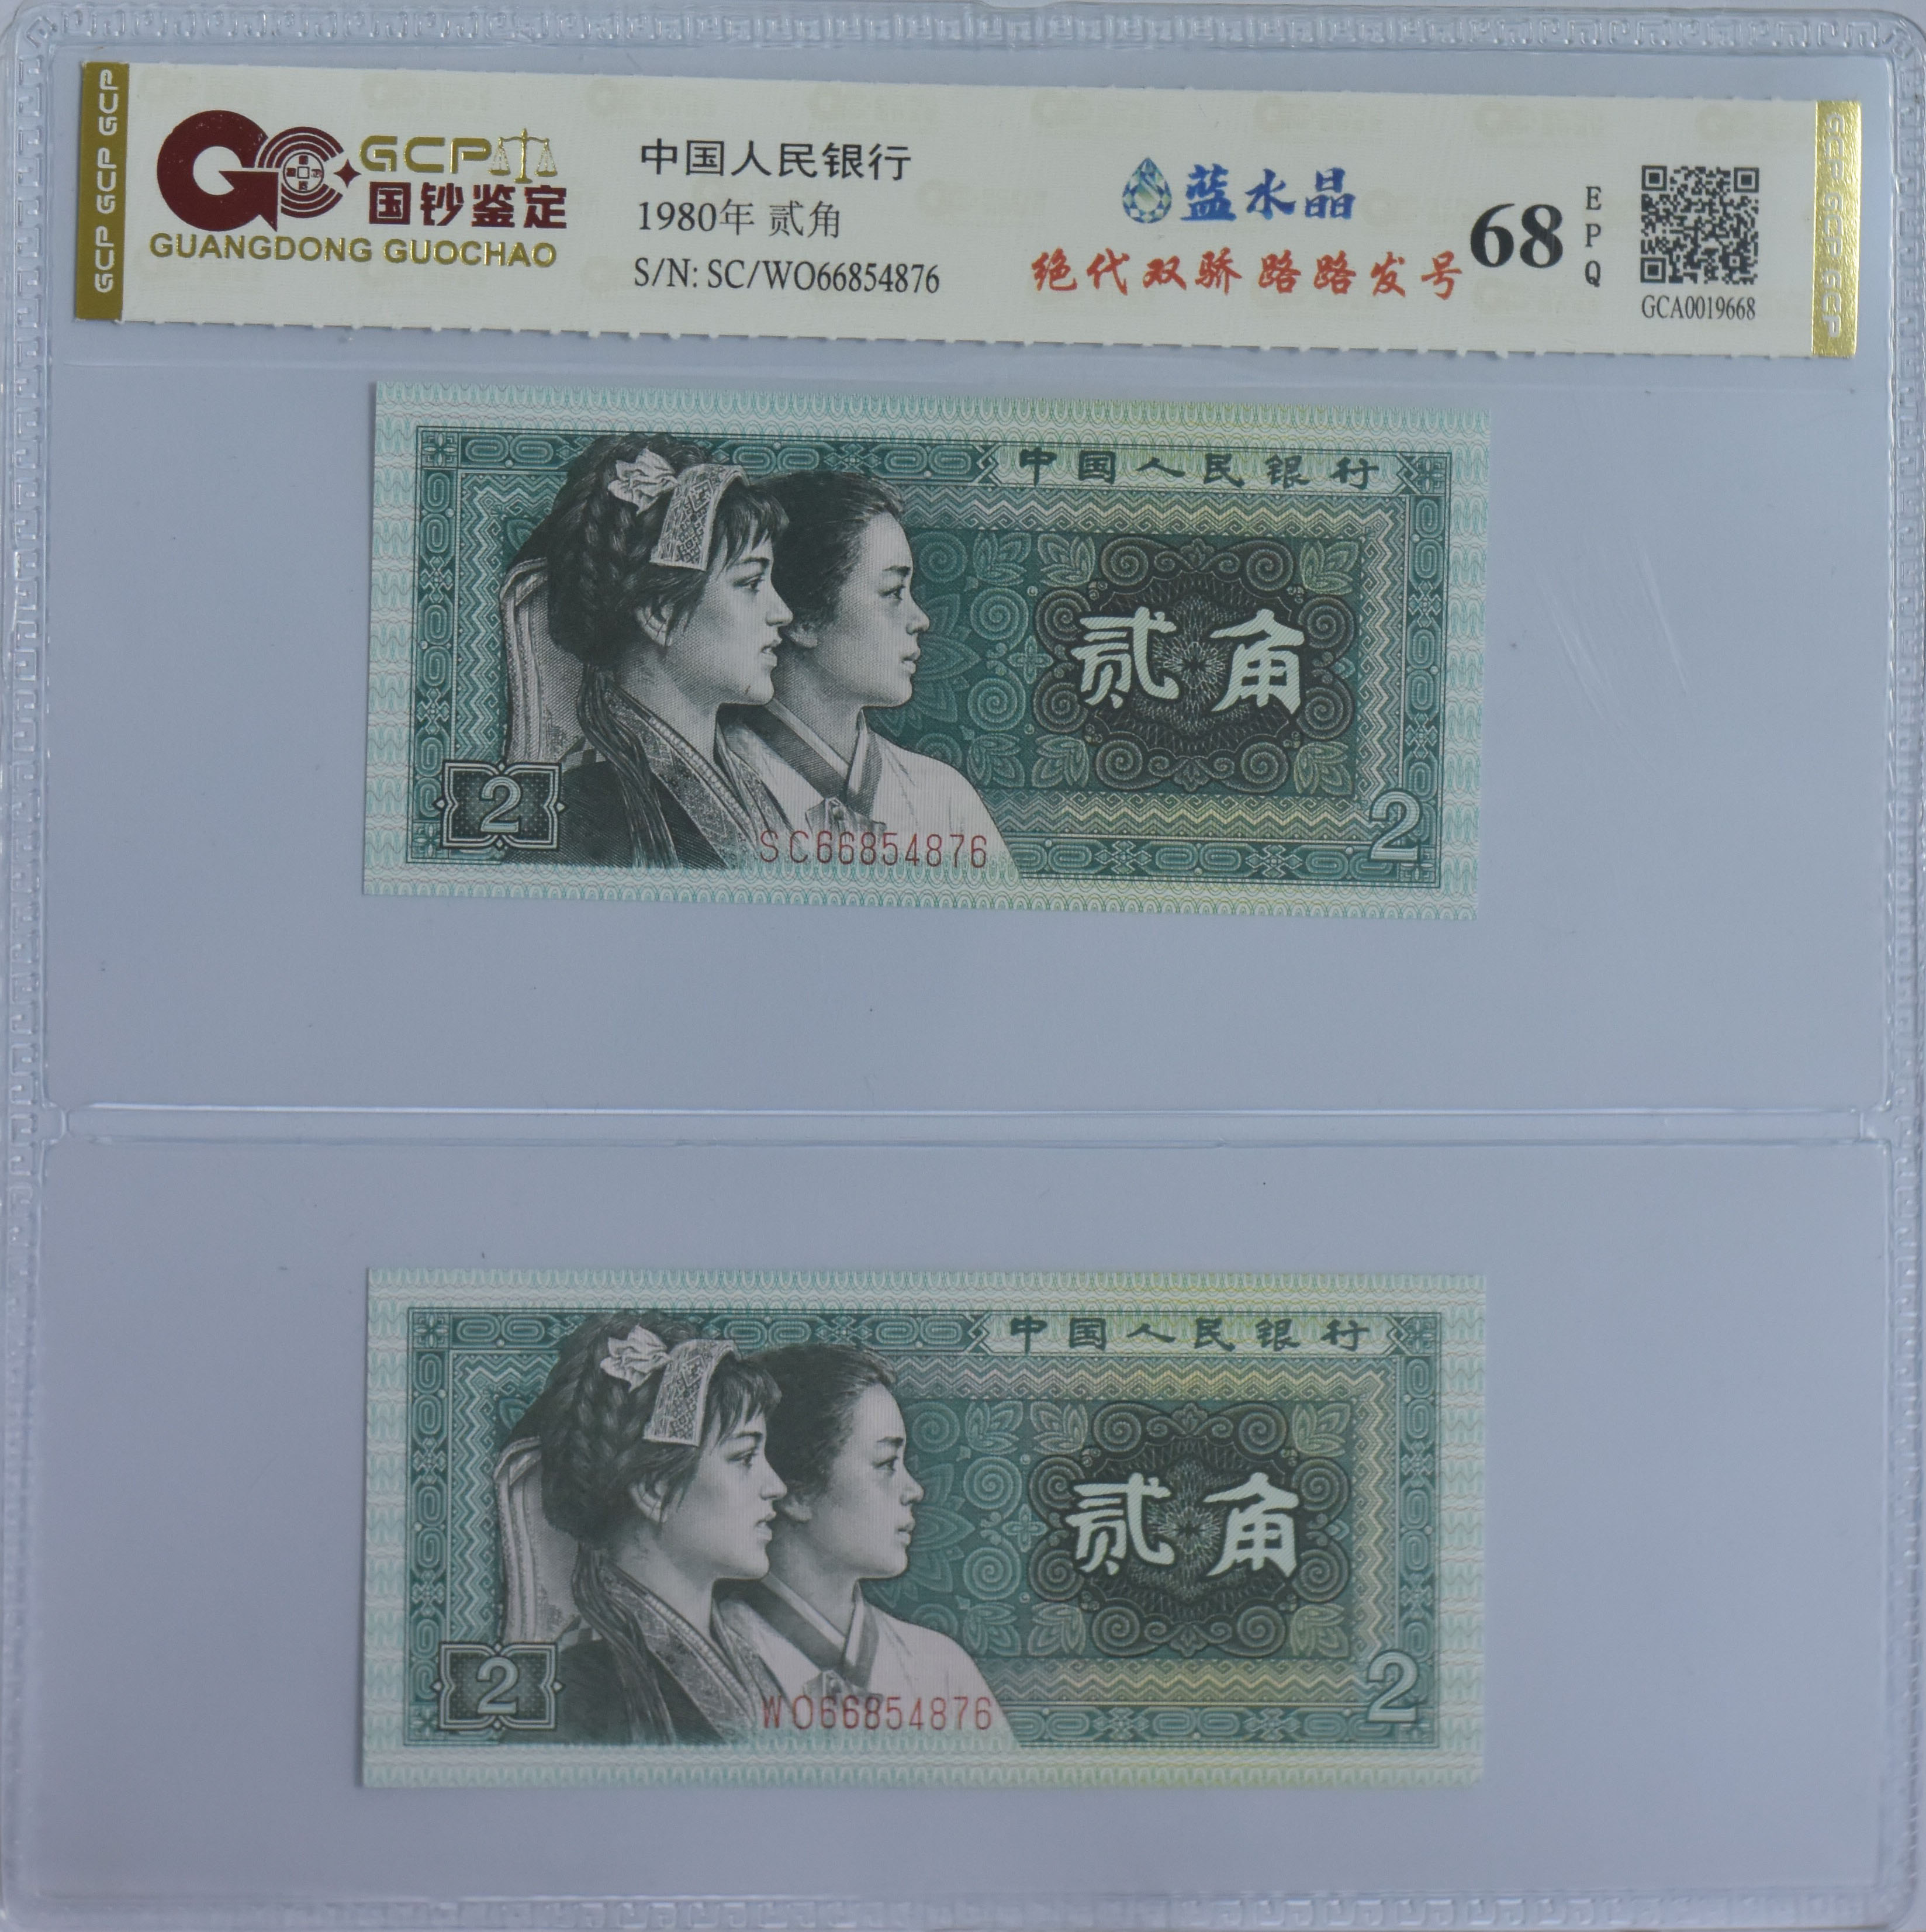 GCP GCP GCP
GCP
国钞鉴定
GUANGDONG GUOCHAO
中国人民银行
1980年 贰角
S/N: SC/WO66854876
蓝水晶
绝代双骄 路路发号
68
EPQ
GCA0019668
GCP GCP GCP
中国人民银行
贰角
2
SC66854876
2
中国人民银行
贰角
2
WO66854876
2